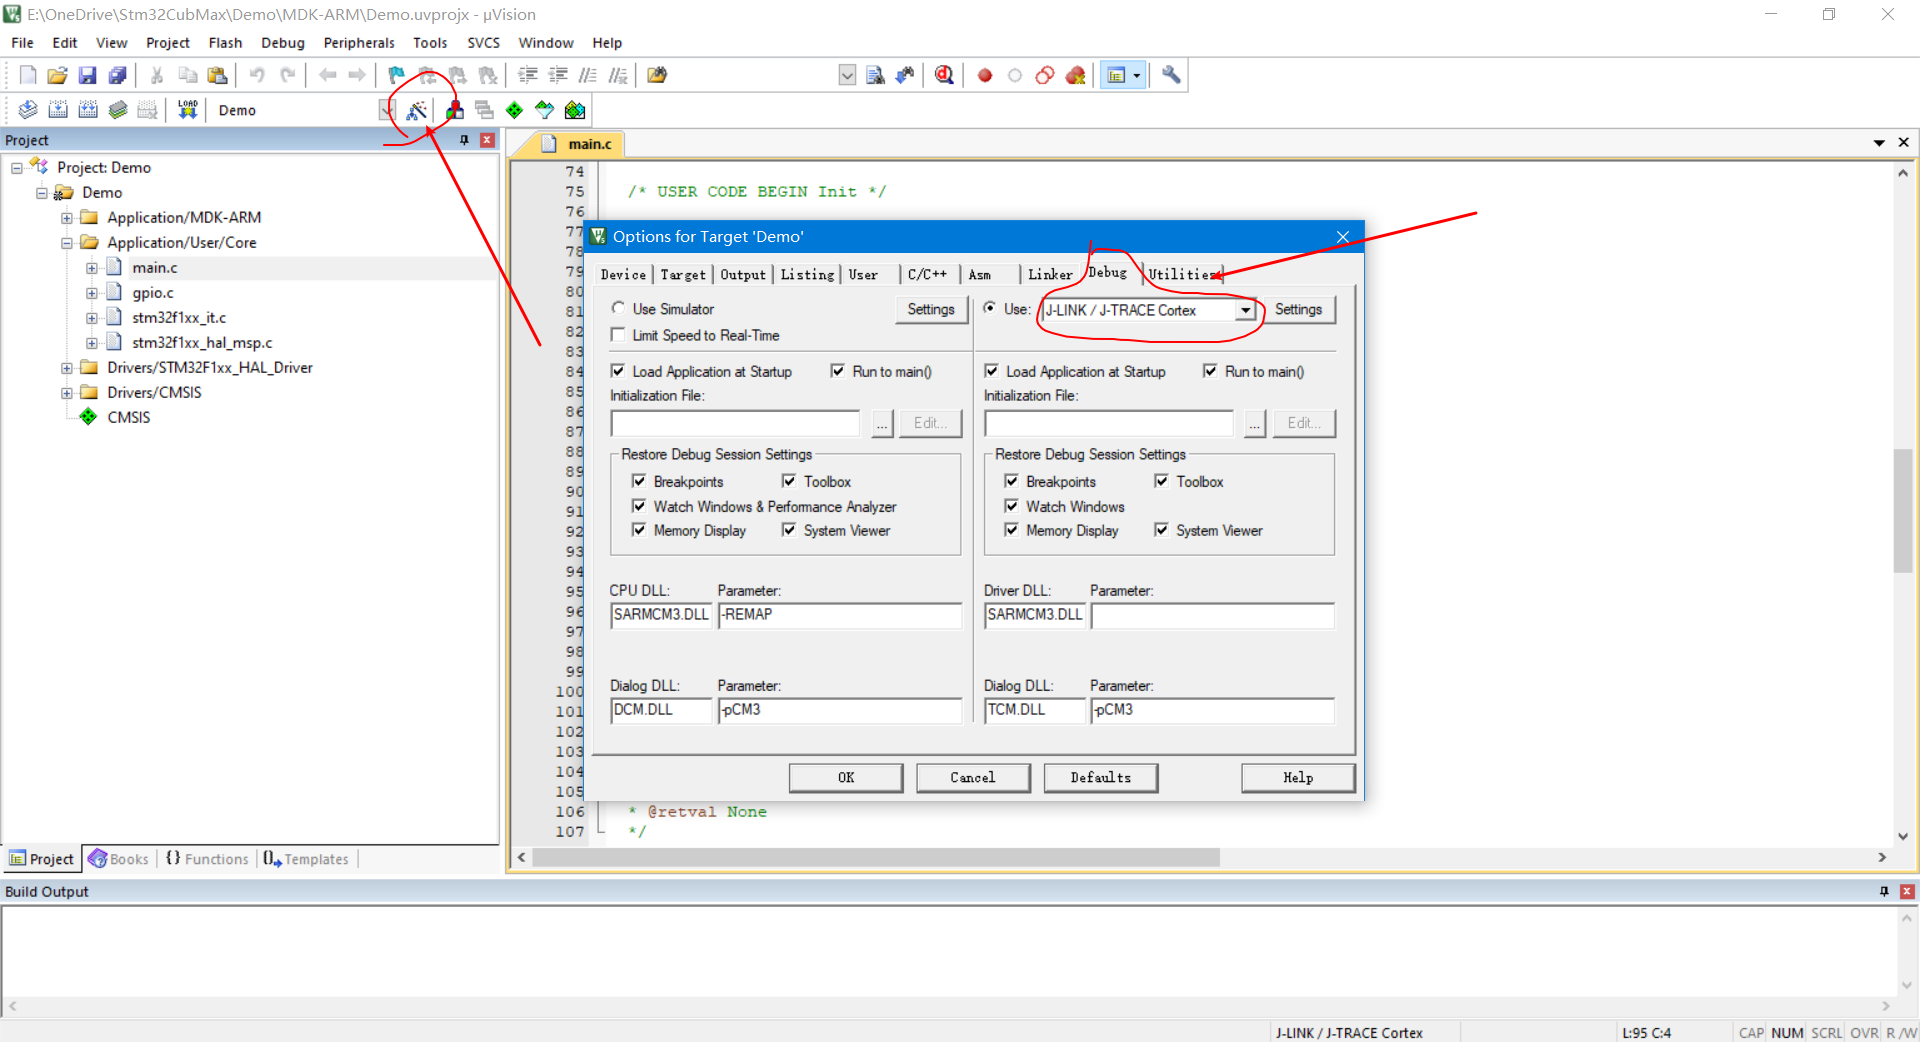 E:\OneDrive\Stm32CubMax\Demo\MDK-ARM\Demo.uvprojx - µVision
File Edit View Project Flash Debug Peripherals Tools SVCS Window Help
LOAD Demo
Project
Project: Demo
Demo
Application/MDK-ARM
Application/User/Core
main.c
gpio.c
stm32f1xx_it.c
stm32f1xx_hal_msp.c
Drivers/STM32F1xx_HAL_Driver
Drivers/CMSIS
CMSIS
Project Books {} Functions Templates
main.c
74
75 /* USER CODE BEGIN Init */
76
77
78
79
80
81
82
83
84
85
86
87
88
89
90
91
92
93
94
95
96
97
98
99
100
101
102
103
104
105
106 * @retval None
107 */
Options for Target 'Demo'
Device Target Output Listing User C/C++ Asm Linker Debug Utilities
Use Simulator Settings
Limit Speed to Real-Time
Load Application at Startup Run to main()
Initialization File:
... Edit...
Restore Debug Session Settings
Breakpoints Toolbox
Watch Windows & Performance Analyzer
Memory Display System Viewer
CPU DLL: Parameter:
SARMCM3.DLL -REMAP
Dialog DLL: Parameter:
DCM.DLL -pCM3
Use: J-LINK / J-TRACE Cortex Settings
Load Application at Startup Run to main()
Initialization File:
... Edit...
Restore Debug Session Settings
Breakpoints Toolbox
Watch Windows
Memory Display System Viewer
Driver DLL: Parameter:
SARMCM3.DLL
Dialog DLL: Parameter:
TCM.DLL -pCM3
OK Cancel Defaults Help
Build Output
J-LINK / J-TRACE Cortex L:95 C:4 CAP NUM SCRL OVR R/W